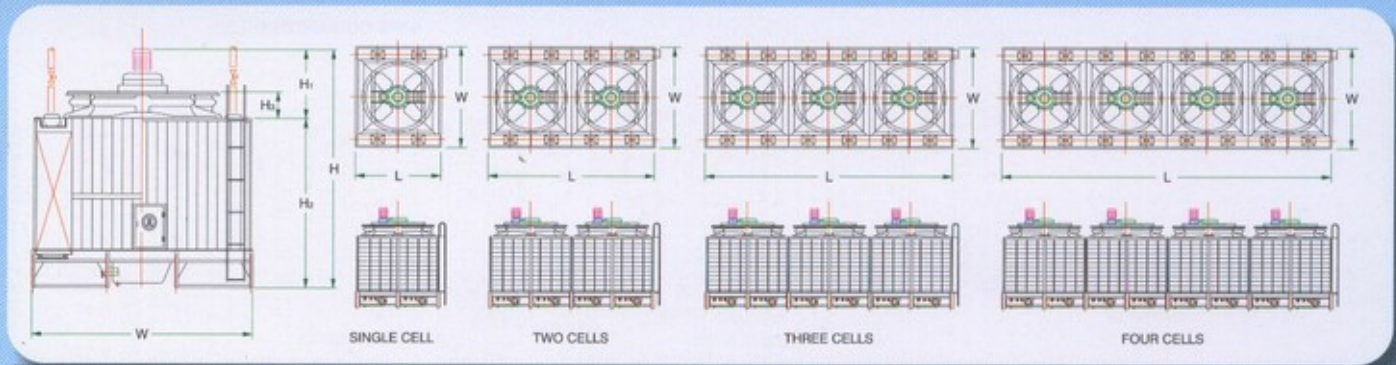 H₁
H₃
H
H₂
W
W
L
W
L
W
L
W
L
SINGLE CELL
TWO CELLS
THREE CELLS
FOUR CELLS